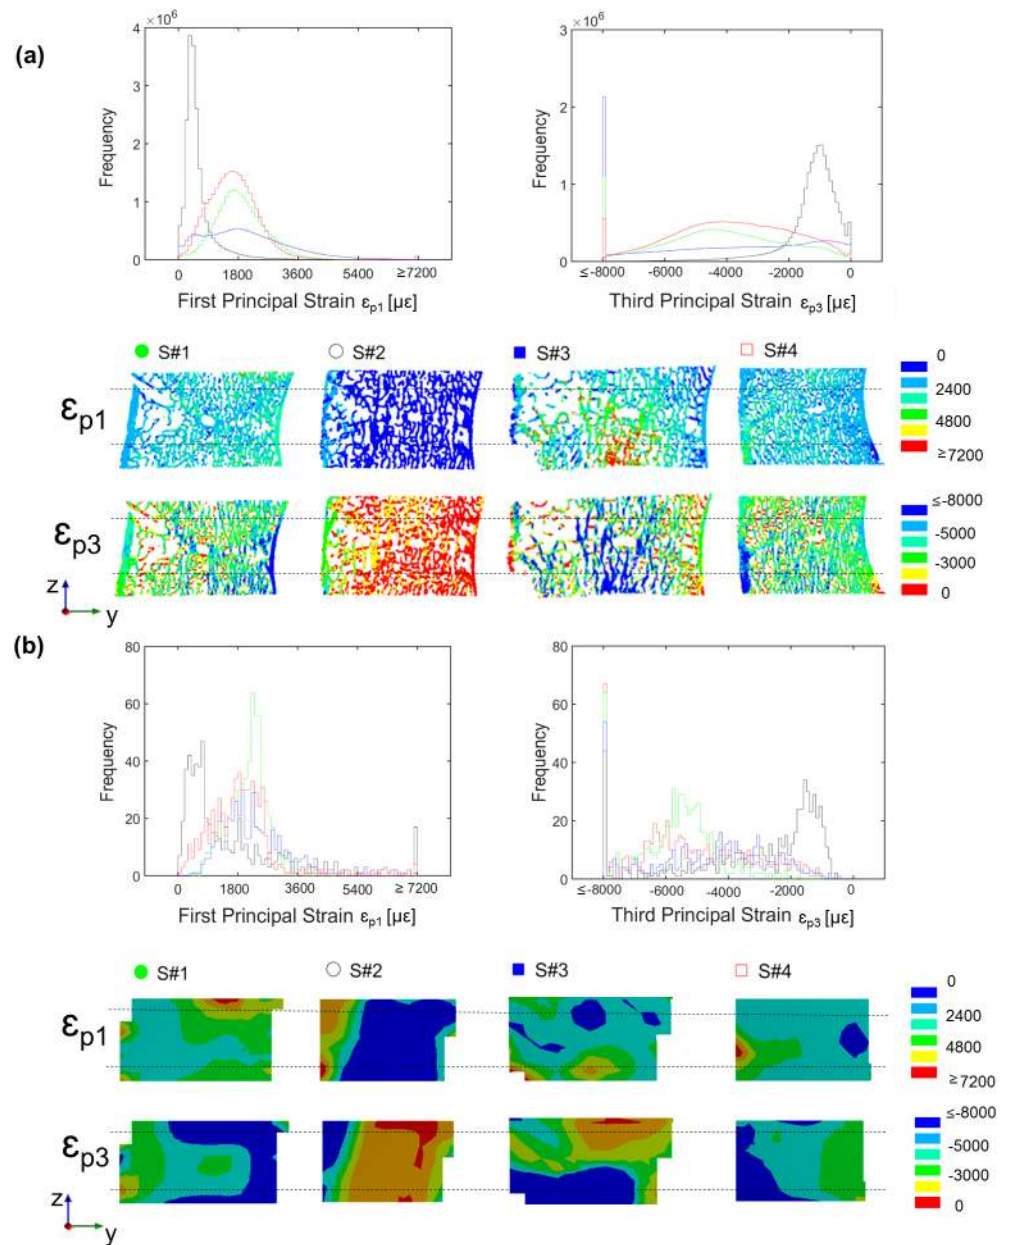 (a)
×10⁶
4
3
2
1
0
Frequency
0 1800 3600 5400 ≥7200
First Principal Strain εp1 [με]
×10⁶
3
2
1
0
Frequency
≤-8000 -6000 -4000 -2000 0
Third Principal Strain εp3 [με]
S#1 S#2 S#3 S#4
εp1
0
2400
4800
≥7200
εp3
≤-8000
-5000
-3000
0
z
y
(b)
80
60
40
20
0
Frequency
0 1800 3600 5400 ≥7200
First Principal Strain εp1 [με]
80
60
40
20
0
Frequency
≤-8000 -6000 -4000 -2000 0
Third Principal Strain εp3 [με]
S#1 S#2 S#3 S#4
εp1
0
2400
4800
≥7200
εp3
≤-8000
-5000
-3000
0
z
y